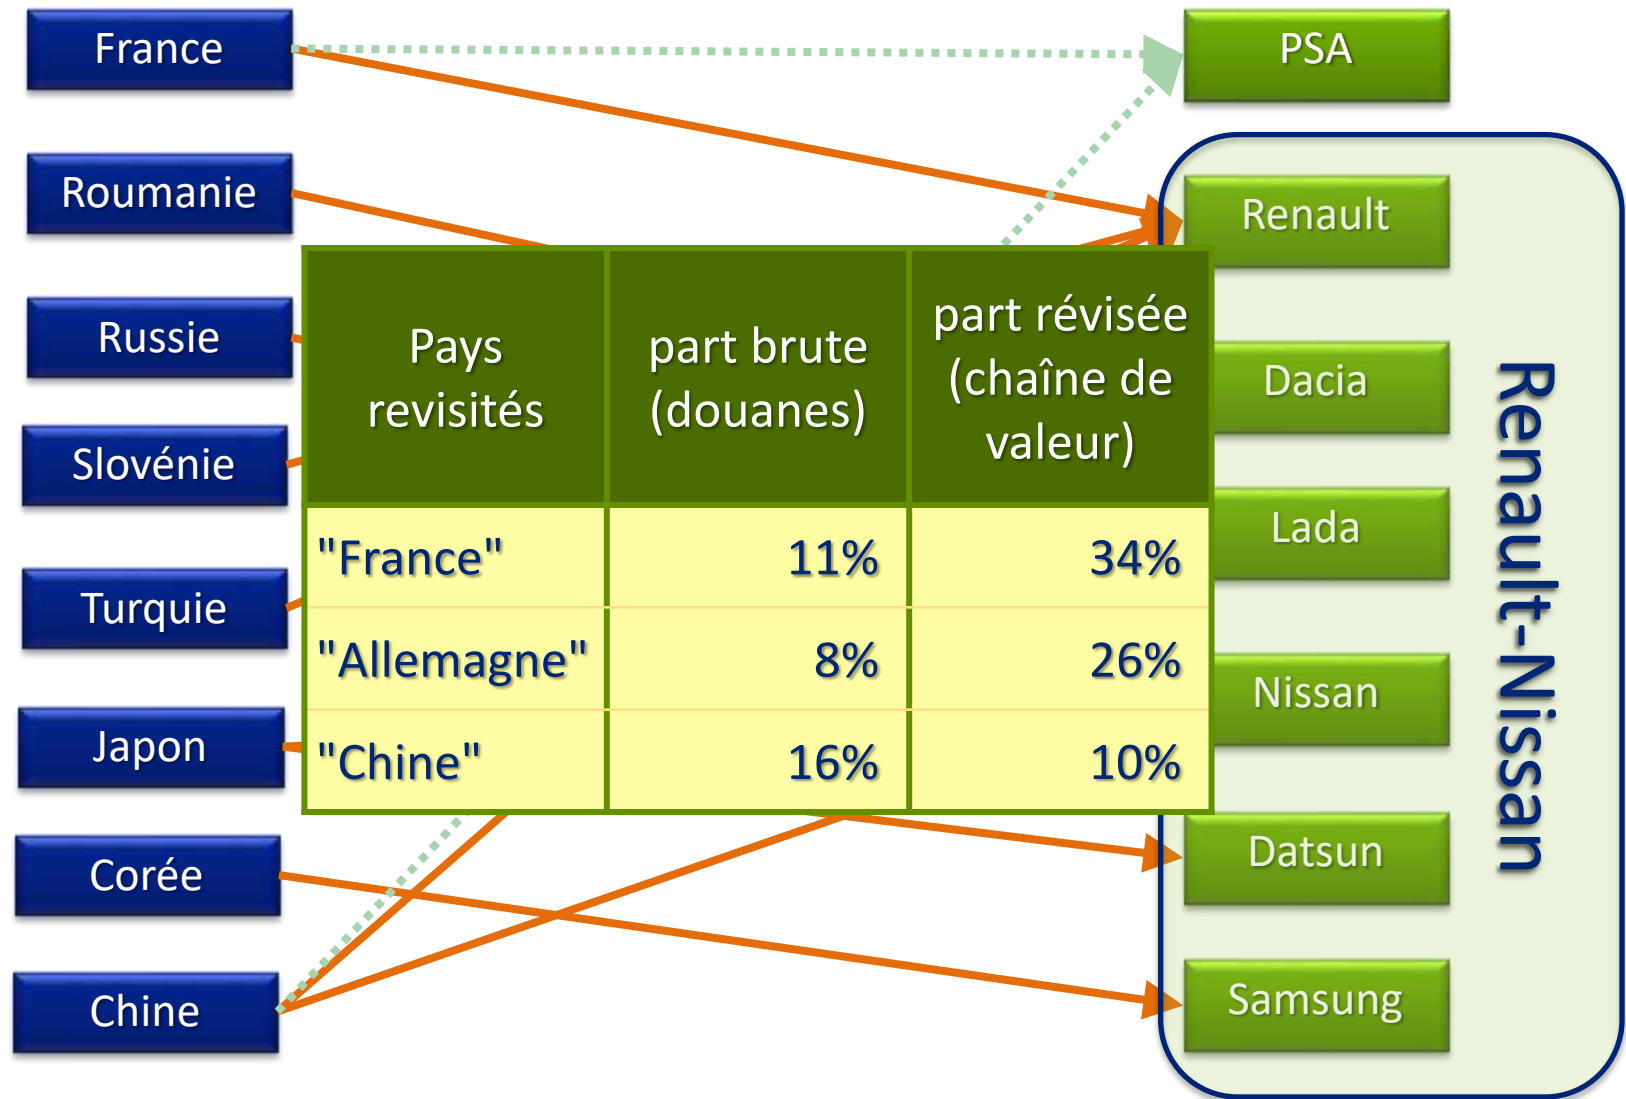 France
Roumanie
Russie
Slovénie
Turquie
Japon
Corée
Chine
Pays
revisités
part brute
(douanes)
part révisée
(chaîne de
valeur)
"France"
11%
34%
"Allemagne"
8%
26%
"Chine"
16%
10%
PSA
Renault
Dacia
Lada
Nissan
Datsun
Samsung
Renault-Nissan